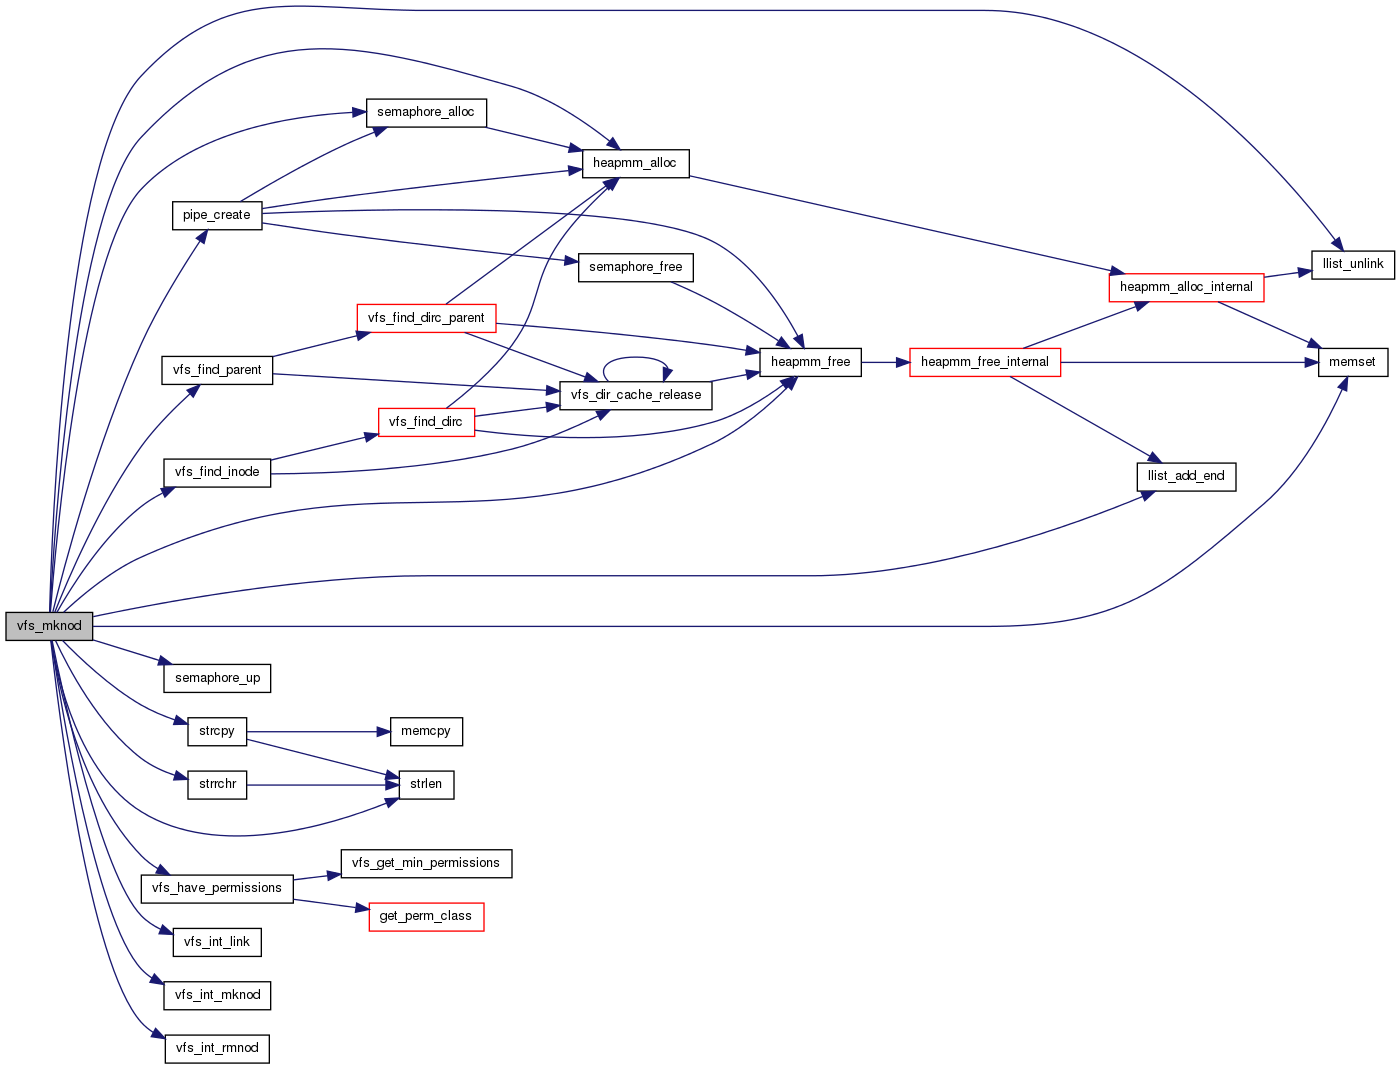 semaphore_alloc
heapmm_alloc
pipe_create
semaphore_free
llist_unlink
heapmm_alloc_internal
vfs_find_dirc_parent
vfs_find_parent
heapmm_free
heapmm_free_internal
memset
vfs_dir_cache_release
vfs_find_dirc
vfs_find_inode
llist_add_end
vfs_mknod
semaphore_up
strcpy
memcpy
strrchr
strlen
vfs_get_min_permissions
vfs_have_permissions
get_perm_class
vfs_int_link
vfs_int_mknod
vfs_int_rmnod